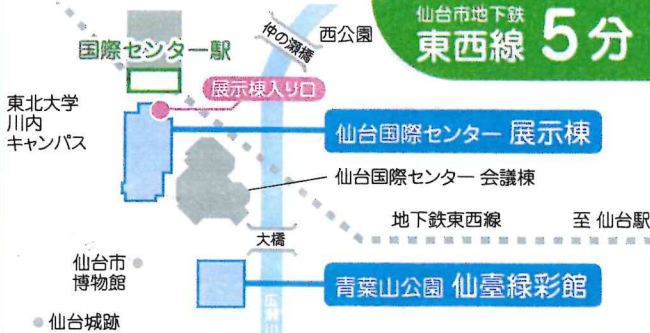 仙台市地下鉄
東西線 5分
国際センター駅
仲の瀬橋
西公園
展示棟入り口
東北大学
川内
キャンパス
仙台国際センター 展示棟
仙台国際センター 会議棟
地下鉄東西線
至 仙台駅
大橋
仙台市
博物館
青葉山公園 仙臺緑彩館
広瀬川
仙台城跡